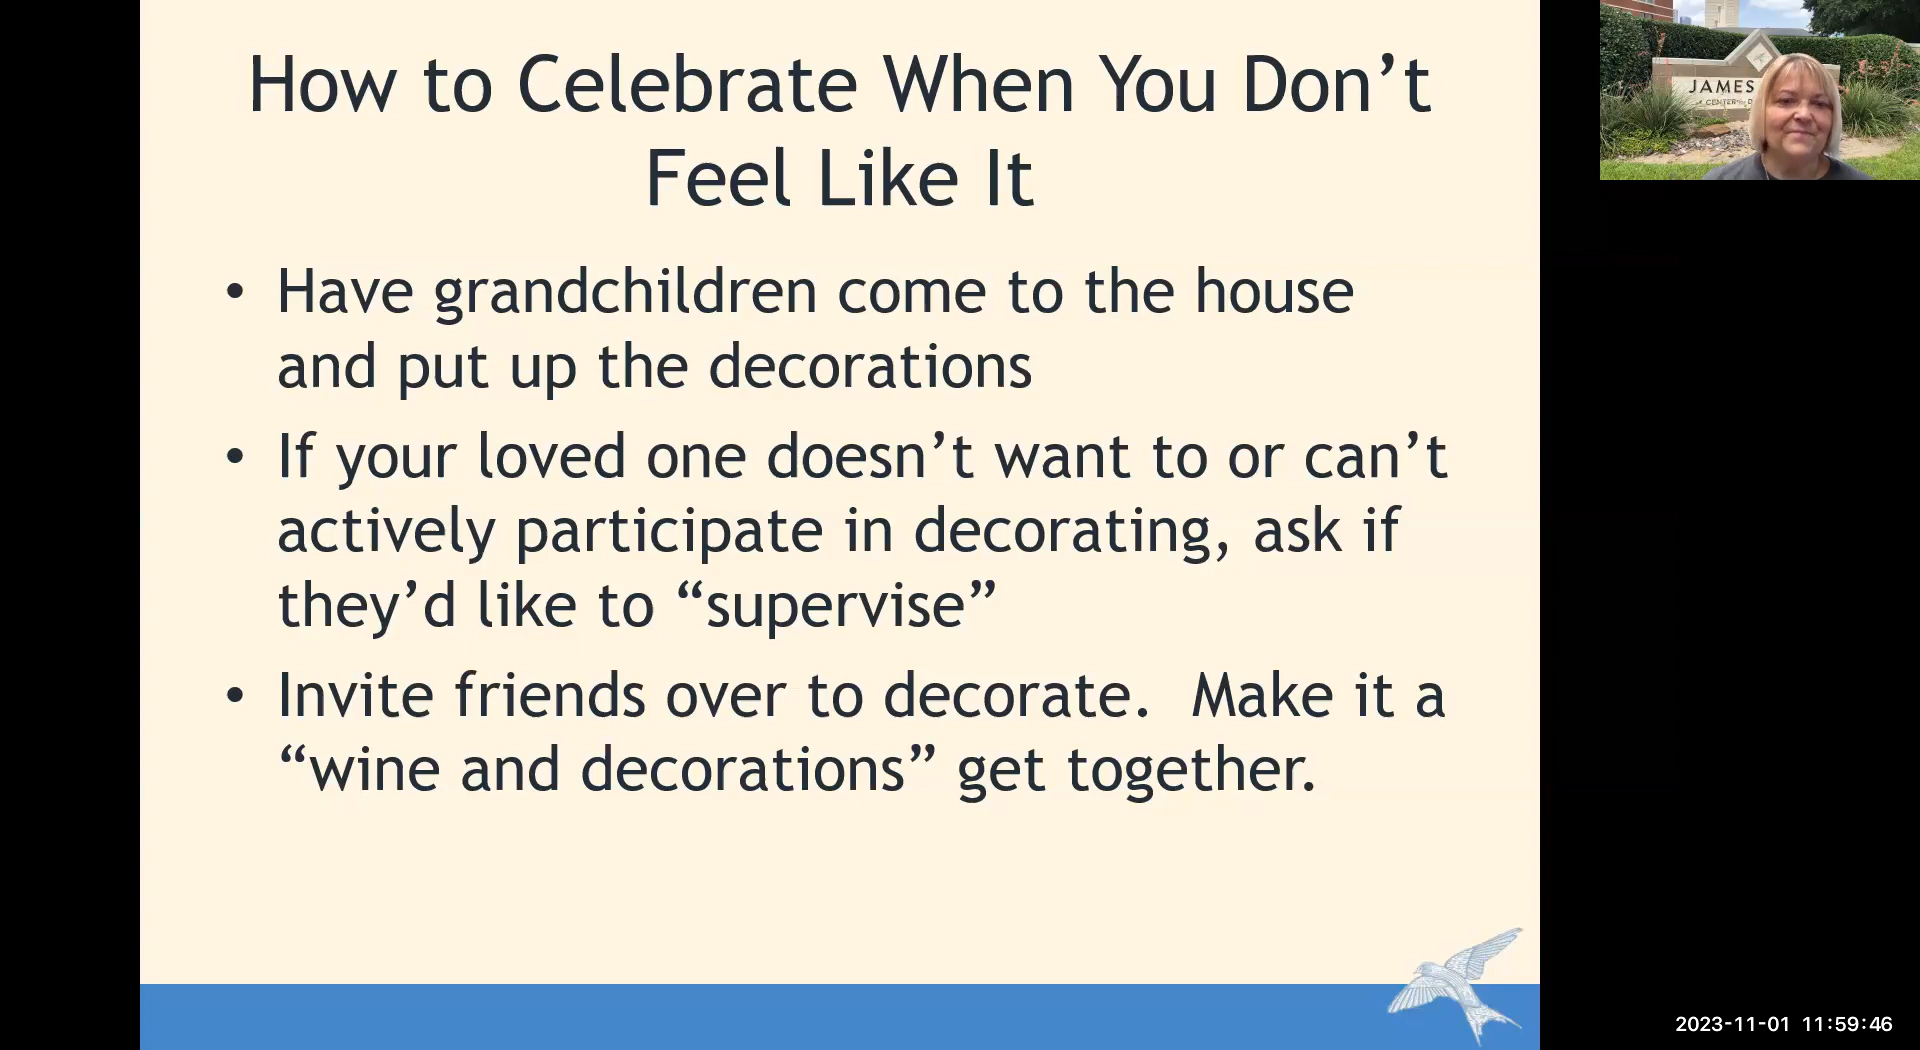 How to Celebrate When You Don’t
Feel Like It
• Have grandchildren come to the house
and put up the decorations
• If your loved one doesn’t want to or can’t
actively participate in decorating, ask if
they’d like to “supervise”
• Invite friends over to decorate.  Make it a
“wine and decorations” get together.
JAMES
CENTER
2023-11-01 11:59:46